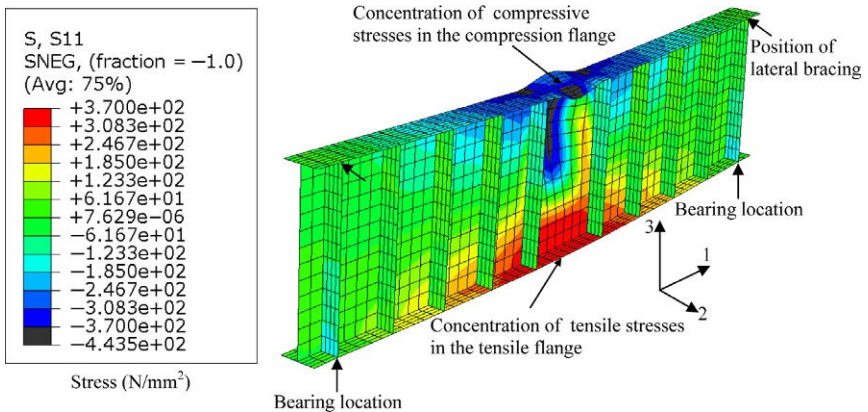 S, S11
SNEG, (fraction = −1.0)
(Avg: 75%)
+3.700e+02
+3.083e+02
+2.467e+02
+1.850e+02
+1.233e+02
+6.167e+01
+7.629e−06
−6.167e+01
−1.233e+02
−1.850e+02
−2.467e+02
−3.083e+02
−3.700e+02
−4.435e+02
Stress (N/mm²)
Concentration of compressive
stresses in the compression flange
Position of
lateral bracing
Bearing location
3
1
2
Concentration of tensile stresses
in the tensile flange
Bearing location